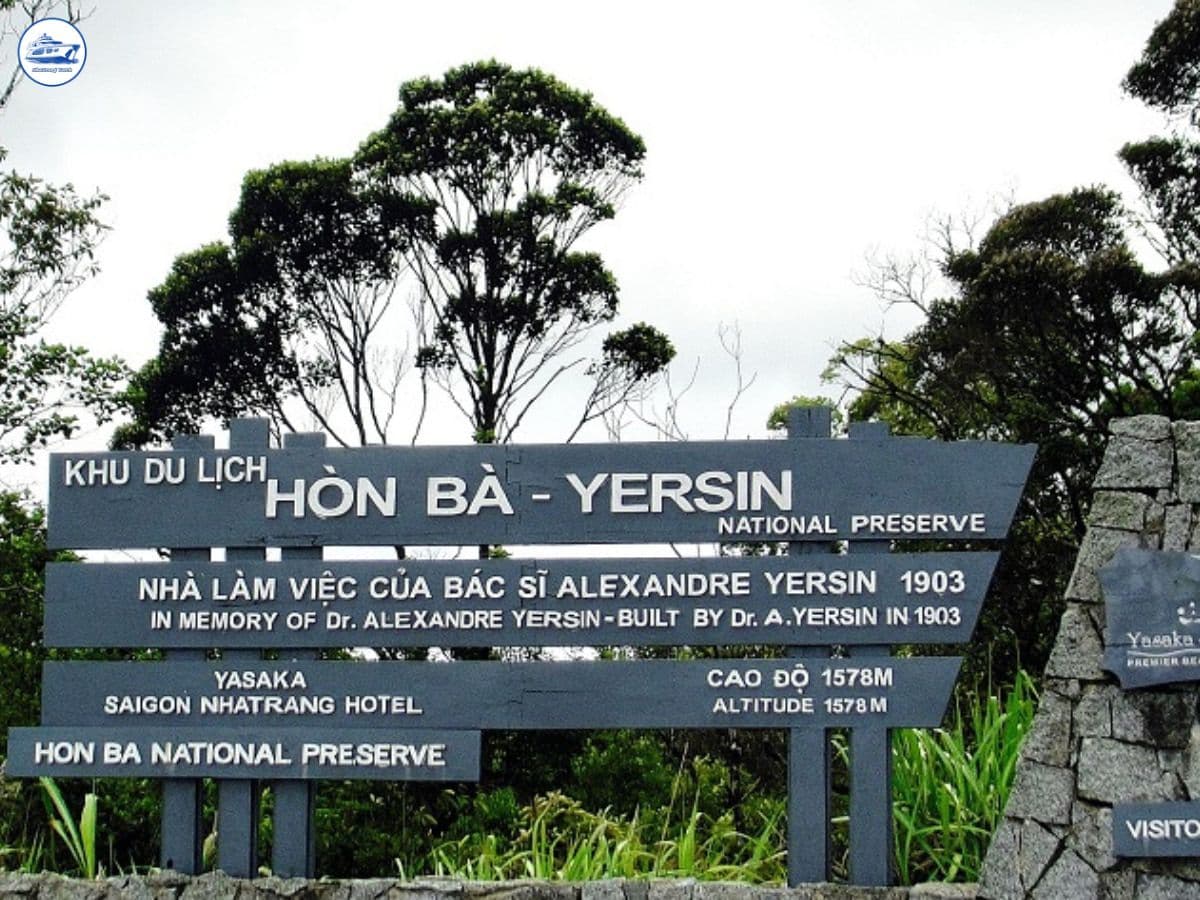 KHU DU LỊCH
HÒN BÀ - YERSIN
NATIONAL PRESERVE
NHÀ LÀM VIỆC CỦA BÁC SĨ ALEXANDRE YERSIN 1903
IN MEMORY OF Dr. ALEXANDRE YERSIN-BUILT BY Dr. A.YERSIN IN 1903
YASAKA
SAIGON NHATRANG HOTEL
CAO ĐỘ 1578M
ALTITUDE 1578M
HON BA NATIONAL PRESERVE
Yasaka
PREMIER
VISITO